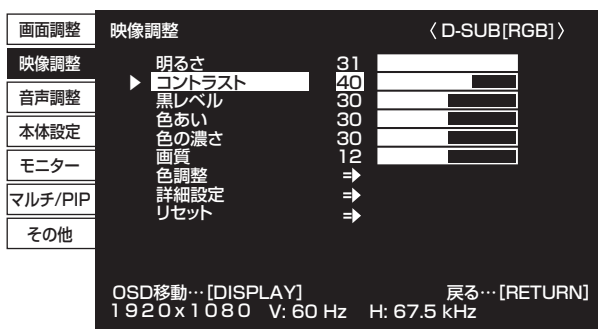 画面調整
映像調整
音声調整
本体設定
モニター
マルチ/PIP
その他
映像調整 〈D-SUB[RGB]〉
明るさ 31
コントラスト 40
黒レベル 30
色あい 30
色の濃さ 30
画質 12
色調整
詳細設定
リセット
OSD移動…[DISPLAY] 戻る…[RETURN]
1920x1080 V: 60 Hz H: 67.5 kHz